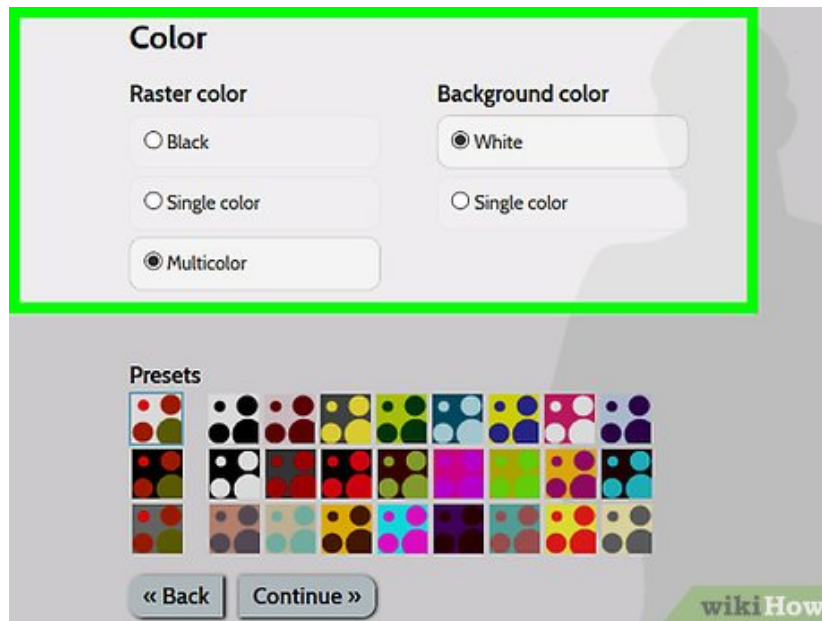 Color
Raster color
Background color
Black
White
Single color
Single color
Multicolor
Presets
« Back
Continue »
wikiHow